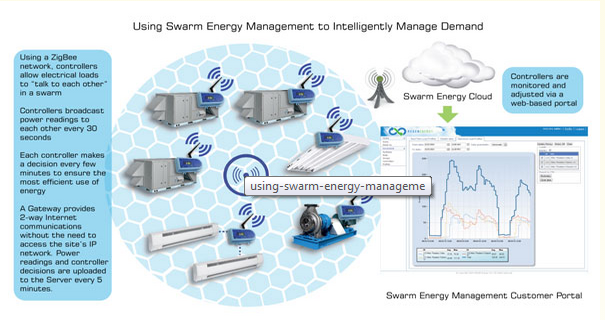 Using Swarm Energy Management to Intelligently Manage Demand
Using a ZigBee
network, controllers
allow electrical loads
to "talk to each other"
in a swarm
Controllers broadcast
power readings to
each other every 30
seconds
Each controller makes
a decision every few
minutes to ensure the
most efficient use of
energy
A Gateway provides
2-way Internet
communications
without the need to
access the site's IP
network. Power
readings and controller
decisions are uploaded
to the Server every 5
minutes.
using-swarm-energy-manageme
Swarm Energy Cloud
Controllers are
monitored and
adjusted via a
web-based portal
Swarm Energy Management Customer Portal